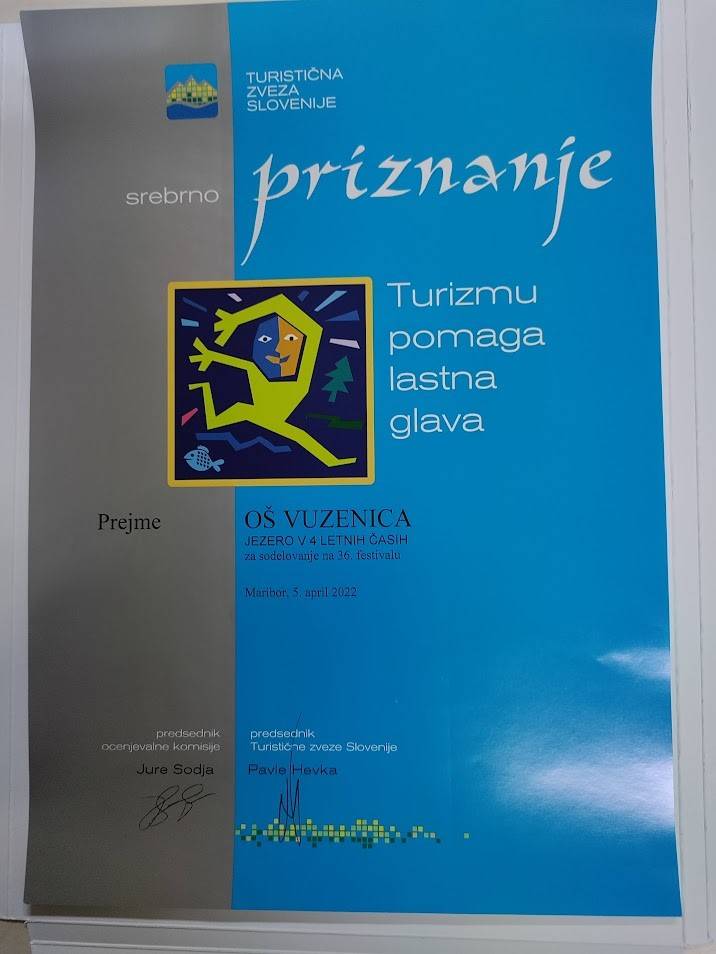 TURISTIČNA
ZVEZA
SLOVENIJE
srebrno priznanje
Turizmu
pomaga
lastna
glava
Prejme OŠ VUZENICA
JEZERO V 4 LETNIH ČASIH
za sodelovanje na 36. festivalu
Maribor, 5. april 2022
predsednik
ocenjevalne komisije
Jure Sodja
predsednik
Turistične zveze Slovenije
Pavle Hevka